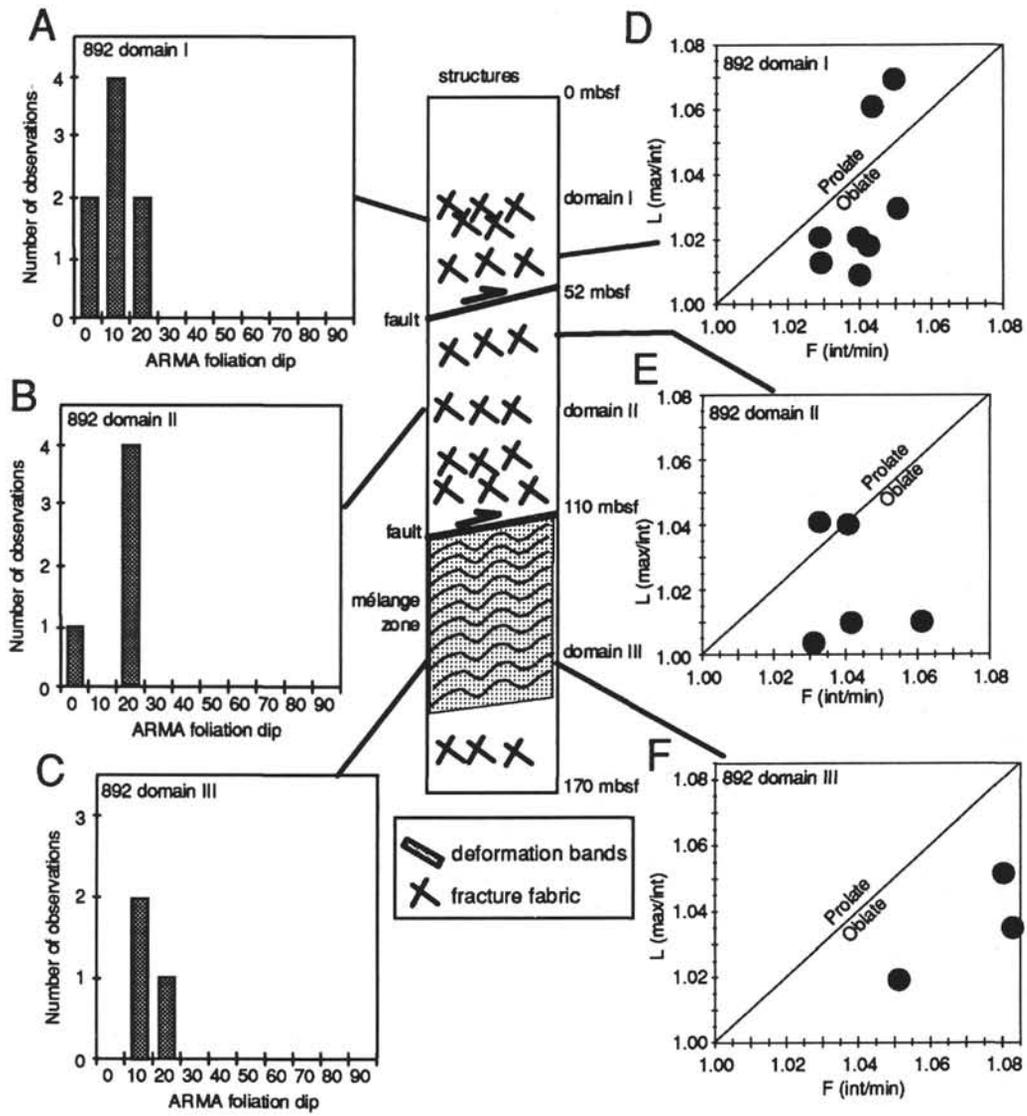 A
892 domain I
4
3
2
1
0
Number of observations
0 10 20 30 40 50 60 70 80 90
ARMA foliation dip
B
892 domain II
4
3
2
1
0
Number of observations
0 10 20 30 40 50 60 70 80 90
ARMA foliation dip
C
892 domain III
3
2
1
0
Number of observations
0 10 20 30 40 50 60 70 80 90
ARMA foliation dip
structures
0 mbsf
domain I
52 mbsf
fault
domain II
110 mbsf
fault
mélange
zone
domain III
170 mbsf
deformation bands
fracture fabric
D
892 domain I
1.08
1.06
1.04
1.02
1.00
L (max/int)
Prolate
Oblate
1.00 1.02 1.04 1.06 1.08
F (int/min)
E
892 domain II
1.08
1.06
1.04
1.02
1.00
L (max/int)
Prolate
Oblate
1.00 1.02 1.04 1.06 1.08
F (int/min)
F
892 domain III
1.08
1.06
1.04
1.02
1.00
L (max/int)
Prolate
Oblate
1.00 1.02 1.04 1.06 1.08
F (int/min)